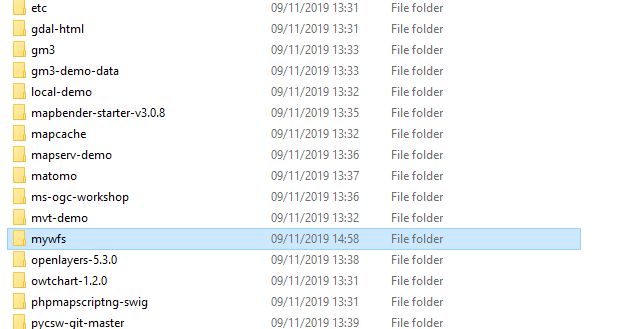 etc 09/11/2019 13:31 File folder
gdal-html 09/11/2019 13:31 File folder
gm3 09/11/2019 13:33 File folder
gm3-demo-data 09/11/2019 13:33 File folder
local-demo 09/11/2019 13:32 File folder
mapbender-starter-v3.0.8 09/11/2019 13:35 File folder
mapcache 09/11/2019 13:32 File folder
mapserv-demo 09/11/2019 13:36 File folder
matomo 09/11/2019 13:37 File folder
ms-ogc-workshop 09/11/2019 13:36 File folder
mvt-demo 09/11/2019 13:32 File folder
mywfs 09/11/2019 14:58 File folder
openlayers-5.3.0 09/11/2019 13:38 File folder
owtchart-1.2.0 09/11/2019 13:31 File folder
phpmapscriptng-swig 09/11/2019 13:31 File folder
pycsw-git-master 09/11/2019 13:39 File folder